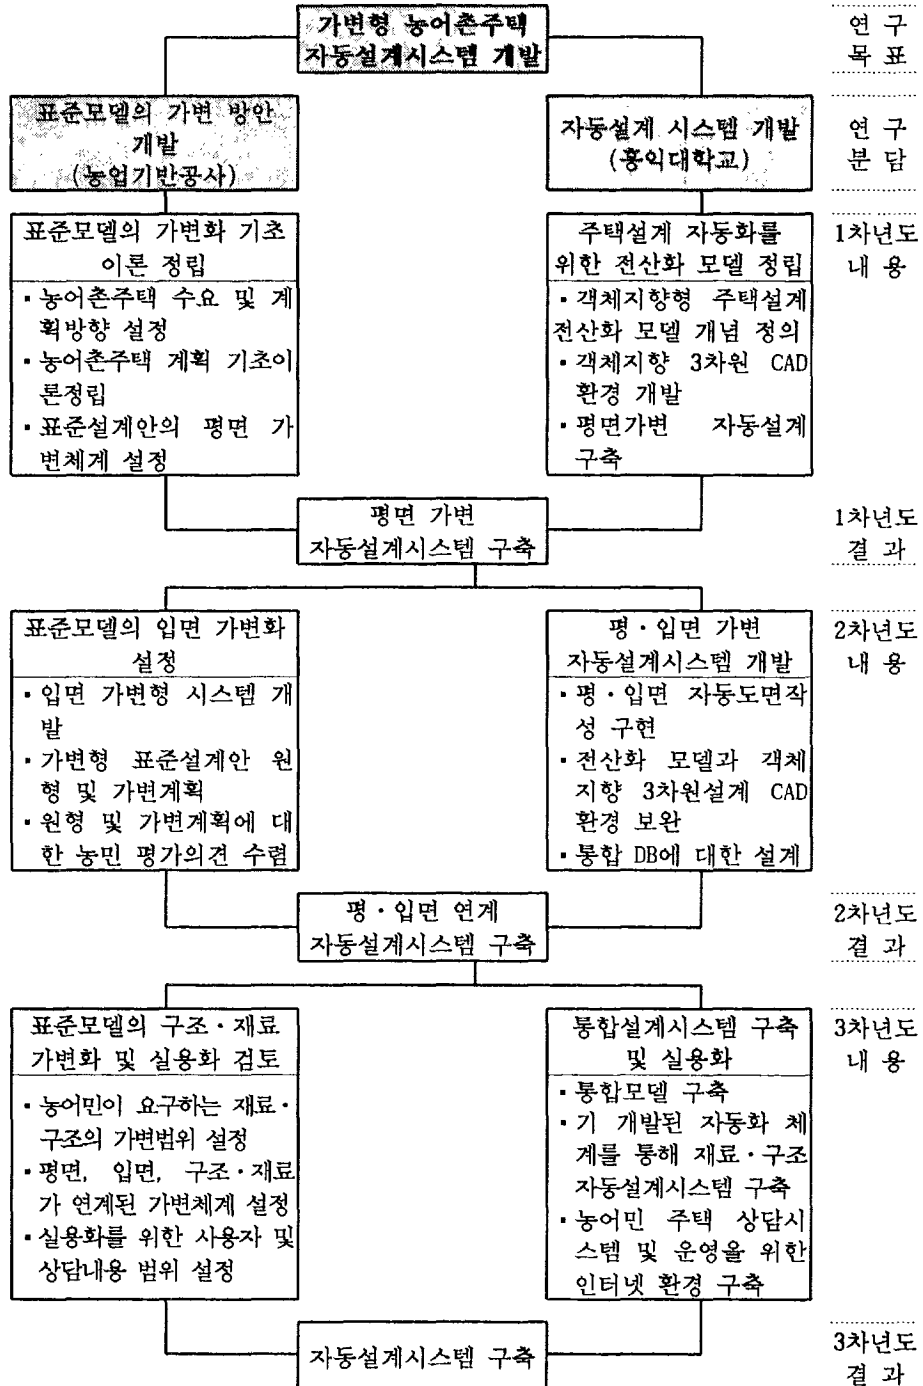 가변형 농어촌주택
자동설계시스템 개발
연 구
목 표
표준모델의 가변 방안
개발
(농업기반공사)
자동설계 시스템 개발
(홍익대학교)
연 구
분 담
표준모델의 가변화 기초
이론 정립
▪농어촌주택 수요 및 계
획방향 설정
▪농어촌주택 계획 기초이
론정립
▪표준설계안의 평면 가
변체계 설정
주택설계 자동화를
위한 전산화 모델 정립
▪객체지향형 주택설계
전산화 모델 개념 정의
▪객체지향 3차원 CAD
환경 개발
▪평면가변 자동설계
구축
1차년도
내 용
평면 가변
자동설계시스템 구축
1차년도
결 과
표준모델의 입면 가변화
설정
▪입면 가변형 시스템 개
발
▪가변형 표준설계안 원
형 및 가변계획
▪원형 및 가변계획에 대
한 농민 평가의견 수렴
평·입면 가변
자동설계시스템 개발
▪평·입면 자동도면작
성 구현
▪전산화 모델과 객체
지향 3차원설계 CAD
환경 보완
▪통합 DB에 대한 설계
2차년도
내 용
평·입면 연계
자동설계시스템 구축
2차년도
결 과
표준모델의 구조·재료
가변화 및 실용화 검토
▪농어민이 요구하는 재료·
구조의 가변범위 설정
▪평면, 입면, 구조·재료
가 연계된 가변체계 설정
▪실용화를 위한 사용자 및
상담내용 범위 설정
통합설계시스템 구축
및 실용화
▪통합모델 구축
▪기 개발된 자동화 체
계를 통해 재료·구조
자동설계시스템 구축
▪농어민 주택 상담시
스템 및 운영을 위한
인터넷 환경 구축
3차년도
내 용
자동설계시스템 구축
3차년도
결 과